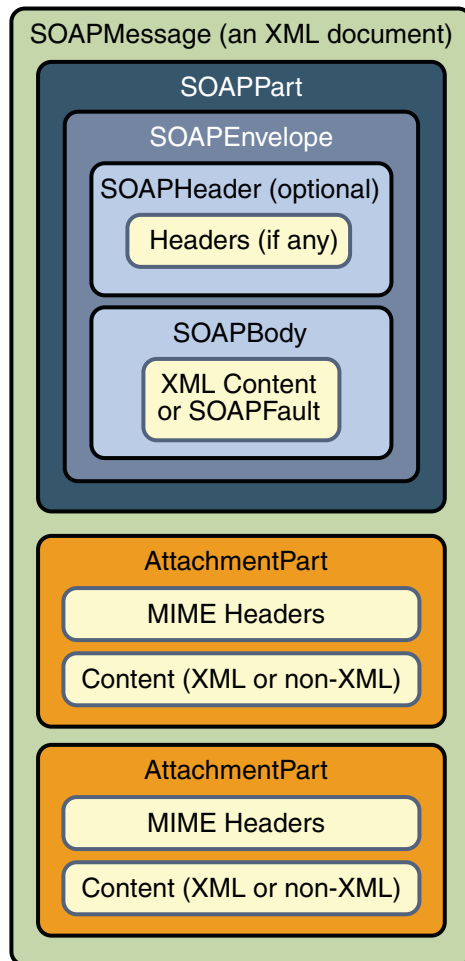 SOAPMessage (an XML document)
SOAPPart
SOAPEnvelope
SOAPHeader (optional)
Headers (if any)
SOAPBody
XML Content
or SOAPFault
AttachmentPart
MIME Headers
Content (XML or non-XML)
AttachmentPart
MIME Headers
Content (XML or non-XML)